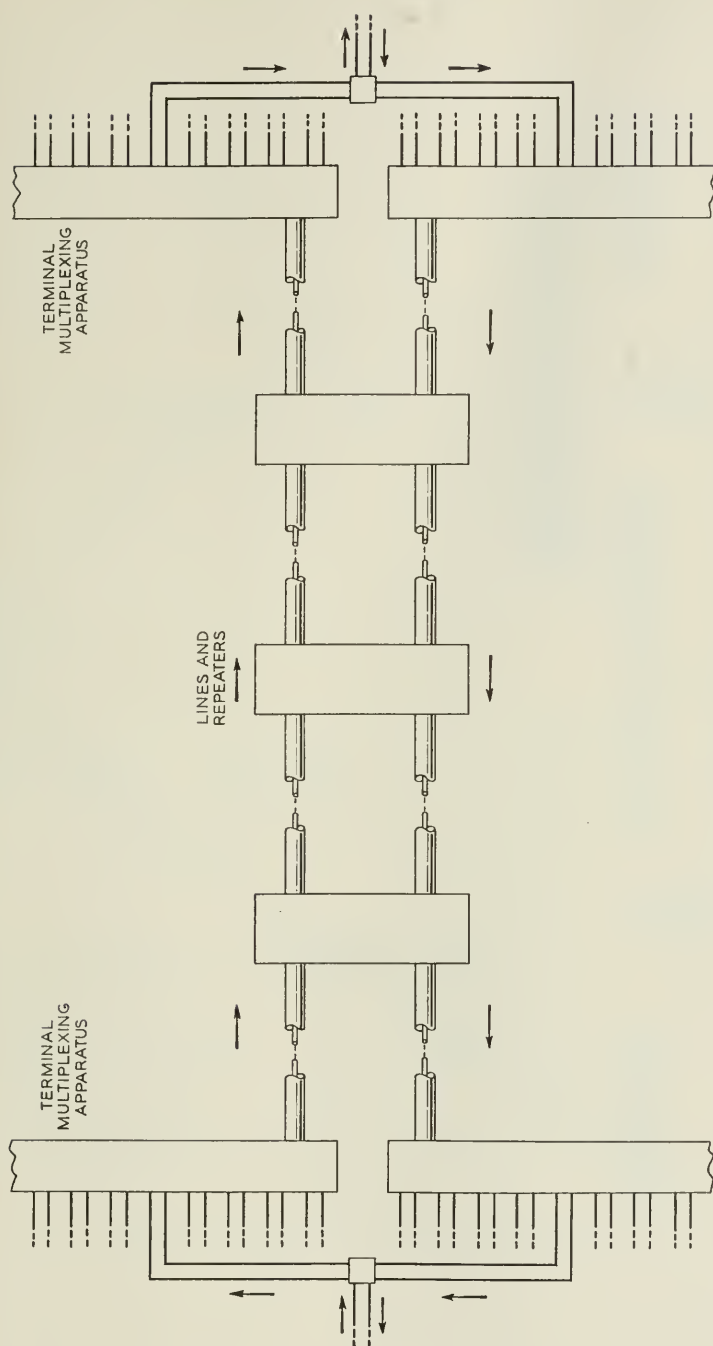 TERMINAL
MULTIPLEXING
APPARATUS
LINES AND
REPEATERS
TERMINAL
MULTIPLEXING
APPARATUS